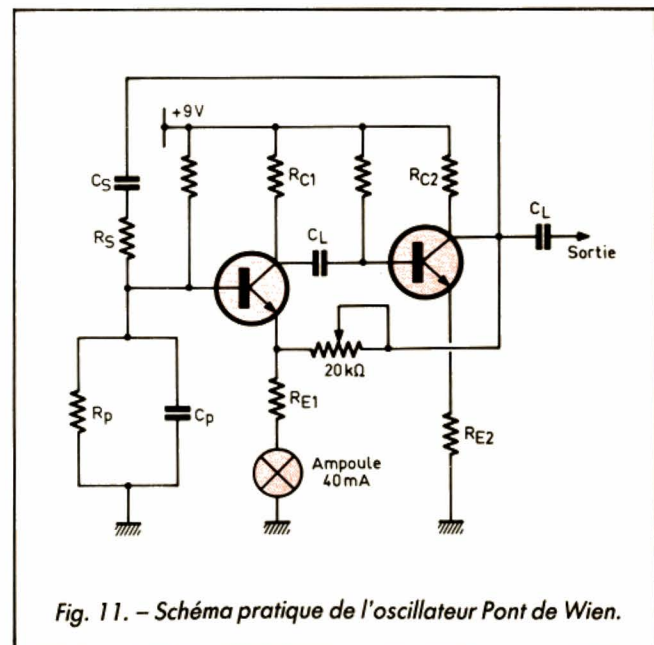 +9V
CS
RC1
RC2
RS
CL
CL
Sortie
20kΩ
Rp
Cp
RE1
RE2
Ampoule
40mA
Fig. 11. – Schéma pratique de l'oscillateur Pont de Wien.